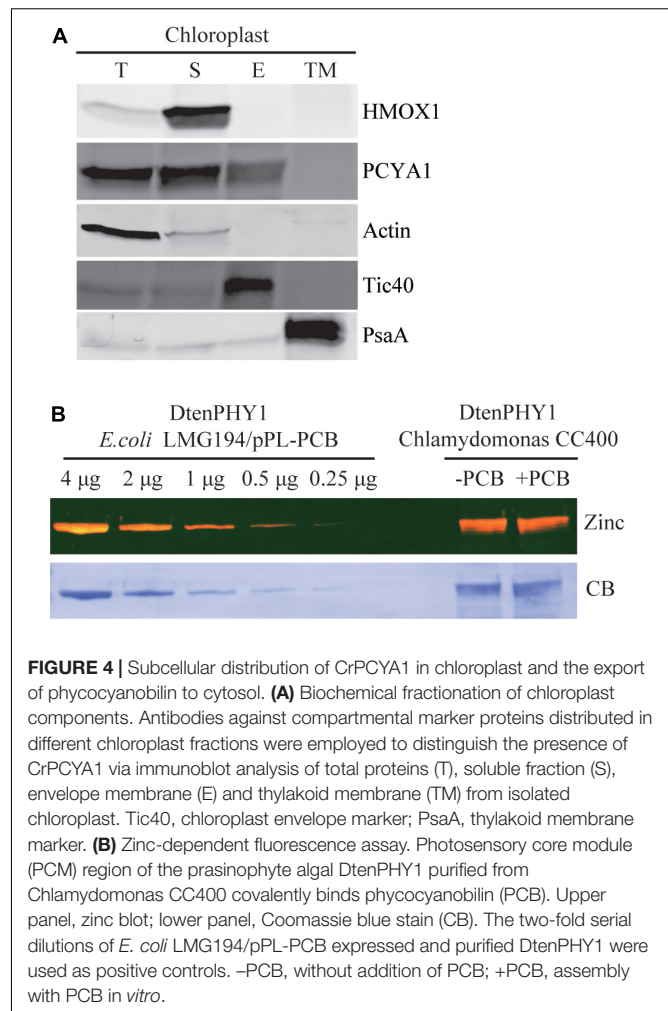 A
Chloroplast
T S E TM
HMOX1
PCYA1
Actin
Tic40
PsaA
B
DtenPHY1 DtenPHY1
E.coli LMG194/pPL-PCB Chlamydomonas CC400
4 µg 2 µg 1 µg 0.5 µg 0.25 µg -PCB +PCB
Zinc
CB
FIGURE 4 | Subcellular distribution of CrPCYA1 in chloroplast and the export
of phycocyanobilin to cytosol. (A) Biochemical fractionation of chloroplast
components. Antibodies against compartmental marker proteins distributed in
different chloroplast fractions were employed to distinguish the presence of
CrPCYA1 via immunoblot analysis of total proteins (T), soluble fraction (S),
envelope membrane (E) and thylakoid membrane (TM) from isolated
chloroplast. Tic40, chloroplast envelope marker; PsaA, thylakoid membrane
marker. (B) Zinc-dependent fluorescence assay. Photosensory core module
(PCM) region of the prasinophyte algal DtenPHY1 purified from
Chlamydomonas CC400 covalently binds phycocyanobilin (PCB). Upper
panel, zinc blot; lower panel, Coomassie blue stain (CB). The two-fold serial
dilutions of E. coli LMG194/pPL-PCB expressed and purified DtenPHY1 were
used as positive controls. –PCB, without addition of PCB; +PCB, assembly
with PCB in vitro.